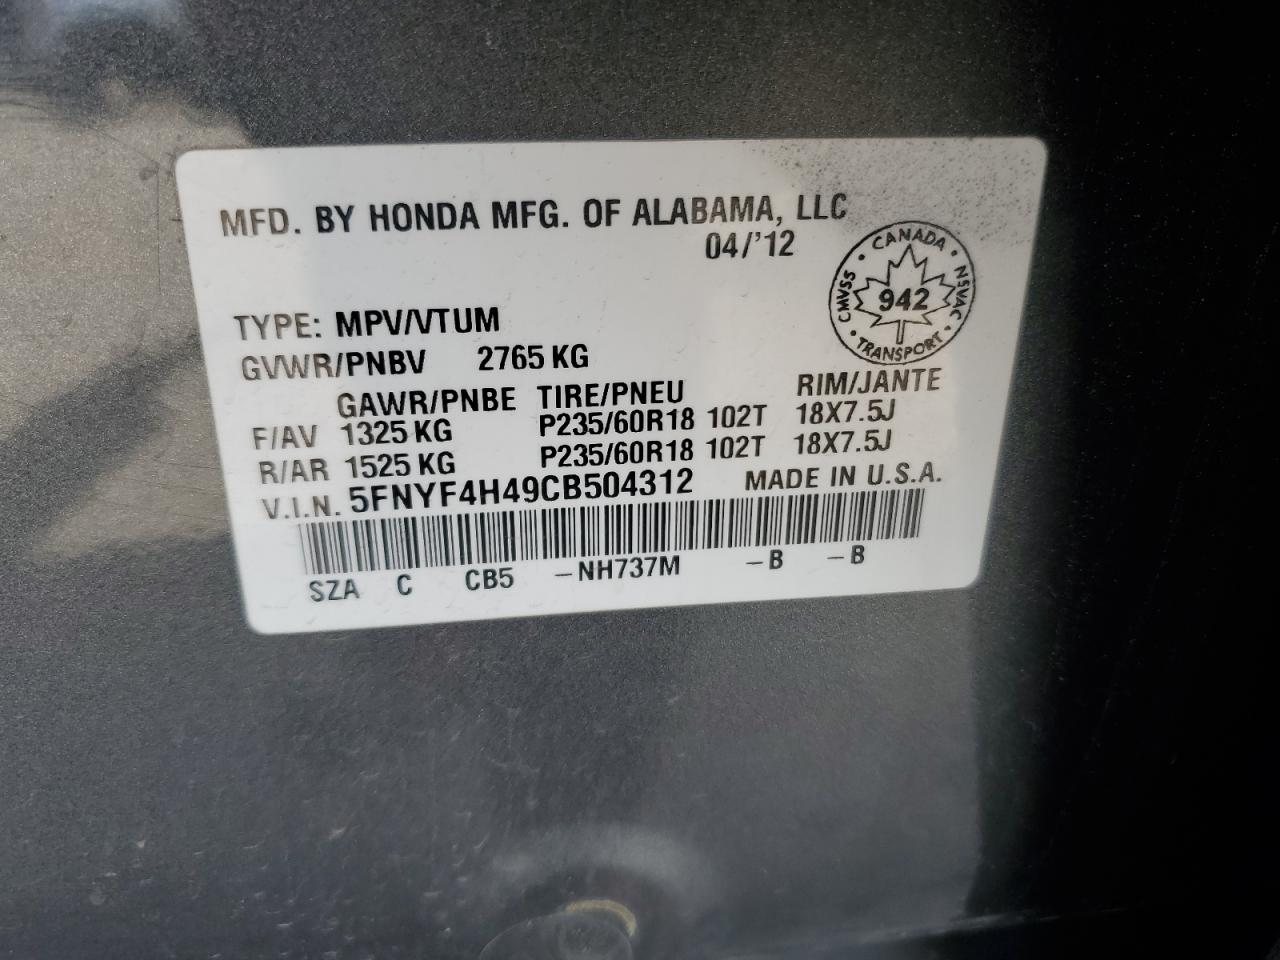 MFD. BY HONDA MFG. OF ALABAMA, LLC
04/'12
CANADA
CMVSS
NSVAC
942
TRANSPORT
TYPE: MPV/VTUM
GVWR/PNBV 2765 KG
GAWR/PNBE TIRE/PNEU RIM/JANTE
F/AV 1325 KG P235/60R18 102T 18X7.5J
R/AR 1525 KG P235/60R18 102T 18X7.5J
V.I.N. 5FNYF4H49CB504312 MADE IN U.S.A.
SZA C CB5 -NH737M -B -B